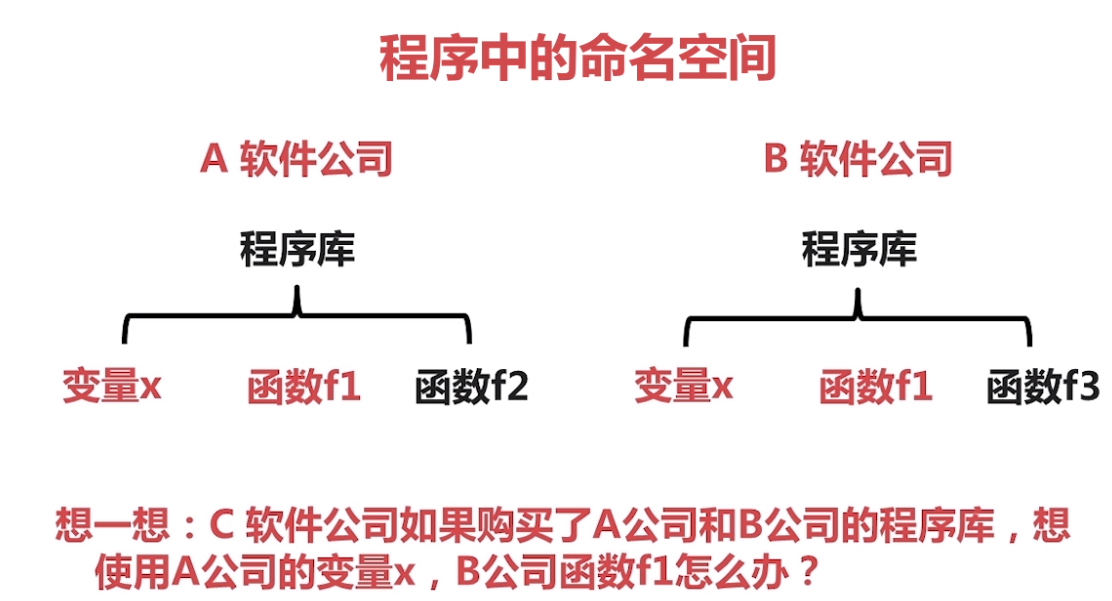 程序中的命名空间
A 软件公司
B 软件公司
程序库
程序库
变量x 函数f1 函数f2
变量x 函数f1 函数f3
想一想：C 软件公司如果购买了A公司和B公司的程序库，想
使用A公司的变量x，B公司函数f1怎么办？